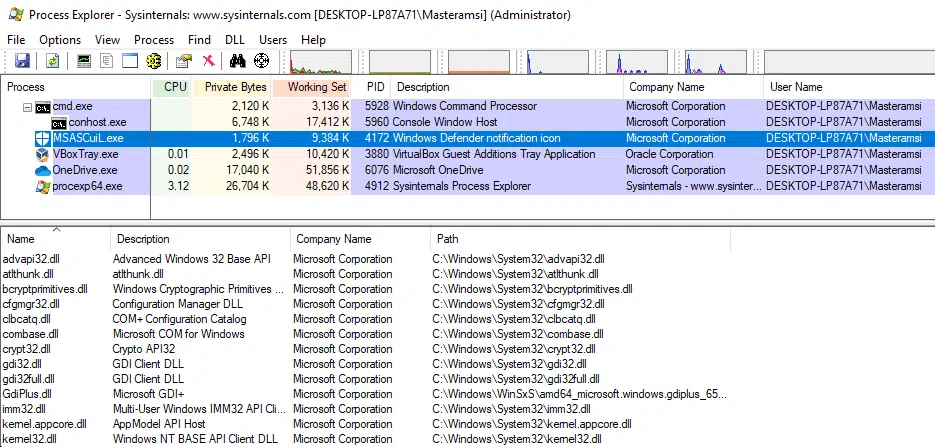 Process Explorer - Sysinternals: www.sysinternals.com [DESKTOP-LP87A71\Masteramsi] (Administrator)
File Options View Process Find DLL Users Help
Process CPU Private Bytes Working Set PID Description Company Name User Name
cmd.exe 2,120 K 3,136 K 5928 Windows Command Processor Microsoft Corporation DESKTOP-LP87A71\Masteramsi
conhost.exe 6,748 K 17,412 K 5960 Console Window Host Microsoft Corporation DESKTOP-LP87A71\Masteramsi
MSASCuiL.exe 1,796 K 9,384 K 4172 Windows Defender notification icon Microsoft Corporation DESKTOP-LP87A71\Masteramsi
VBoxTray.exe 0.01 2,496 K 10,420 K 3880 VirtualBox Guest Additions Tray Application Oracle Corporation DESKTOP-LP87A71\Masteramsi
OneDrive.exe 0.02 17,040 K 51,856 K 6076 Microsoft OneDrive Microsoft Corporation DESKTOP-LP87A71\Masteramsi
procexp64.exe 3.12 26,704 K 48,620 K 4912 Sysinternals Process Explorer Sysinternals - www.sysinter... DESKTOP-LP87A71\Masteramsi
Name Description Company Name Path
advapi32.dll Advanced Windows 32 Base API Microsoft Corporation C:\Windows\System32\advapi32.dll
atlthunk.dll atlthunk.dll Microsoft Corporation C:\Windows\System32\atlthunk.dll
bcryptprimitives.dll Windows Cryptographic Primitives ... Microsoft Corporation C:\Windows\System32\bcryptprimitives.dll
cfgmgr32.dll Configuration Manager DLL Microsoft Corporation C:\Windows\System32\cfgmgr32.dll
clbcatq.dll COM+ Configuration Catalog Microsoft Corporation C:\Windows\System32\clbcatq.dll
combase.dll Microsoft COM for Windows Microsoft Corporation C:\Windows\System32\combase.dll
crypt32.dll Crypto API32 Microsoft Corporation C:\Windows\System32\crypt32.dll
gdi32.dll GDI Client DLL Microsoft Corporation C:\Windows\System32\gdi32.dll
gdi32full.dll GDI Client DLL Microsoft Corporation C:\Windows\System32\gdi32full.dll
GdiPlus.dll Microsoft GDI+ Microsoft Corporation C:\Windows\WinSxS\amd64_microsoft.windows.gdiplus_65...
imm32.dll Multi-User Windows IMM32 API Cli... Microsoft Corporation C:\Windows\System32\imm32.dll
kernel.appcore.dll AppModel API Host Microsoft Corporation C:\Windows\System32\kernel.appcore.dll
kernel32.dll Windows NT BASE API Client DLL Microsoft Corporation C:\Windows\System32\kernel32.dll